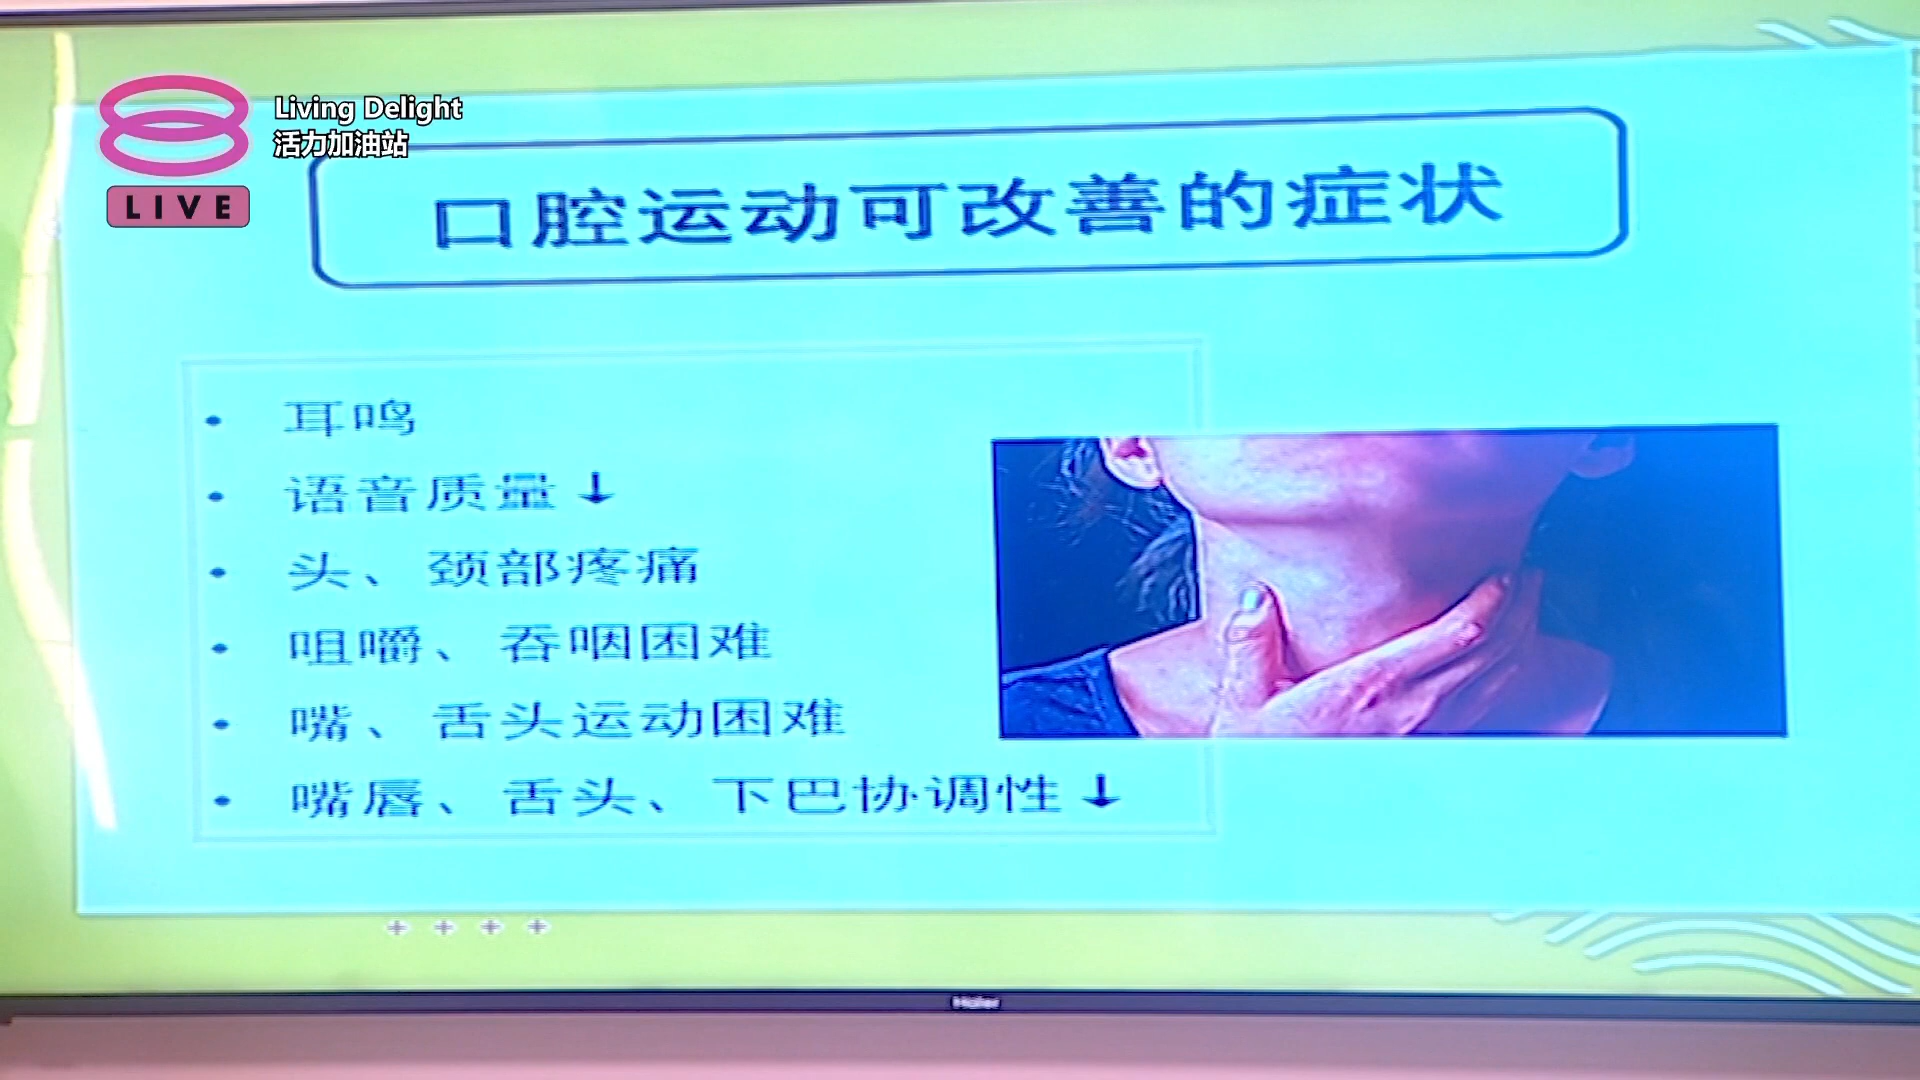 Living Delight
活力加油站
LIVE
口腔运动可改善的症状
• 耳鸣
• 语音质量↓
• 头、颈部疼痛
• 咀嚼、吞咽困难
• 嘴、舌头运动困难
• 嘴唇、舌头、下巴协调性↓
Haier